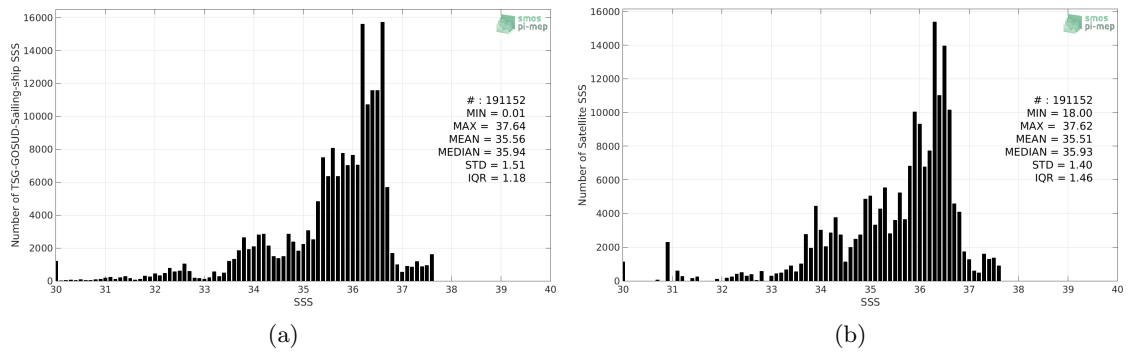 Number of TSG-GOSUD-Sailing-ship SSS
16000
14000
12000
10000
8000
6000
4000
2000
0
smos
pi-mep
# : 191152
MIN = 0.01
MAX = 37.64
MEAN = 35.56
MEDIAN = 35.94
STD = 1.51
IQR = 1.18
30 31 32 33 34 35 36 37 38 39 40
SSS
(a)
Number of Satellite SSS
16000
14000
12000
10000
8000
6000
4000
2000
0
smos
pi-mep
# : 191152
MIN = 18.00
MAX = 37.62
MEAN = 35.51
MEDIAN = 35.93
STD = 1.40
IQR = 1.46
30 31 32 33 34 35 36 37 38 39 40
SSS
(b)